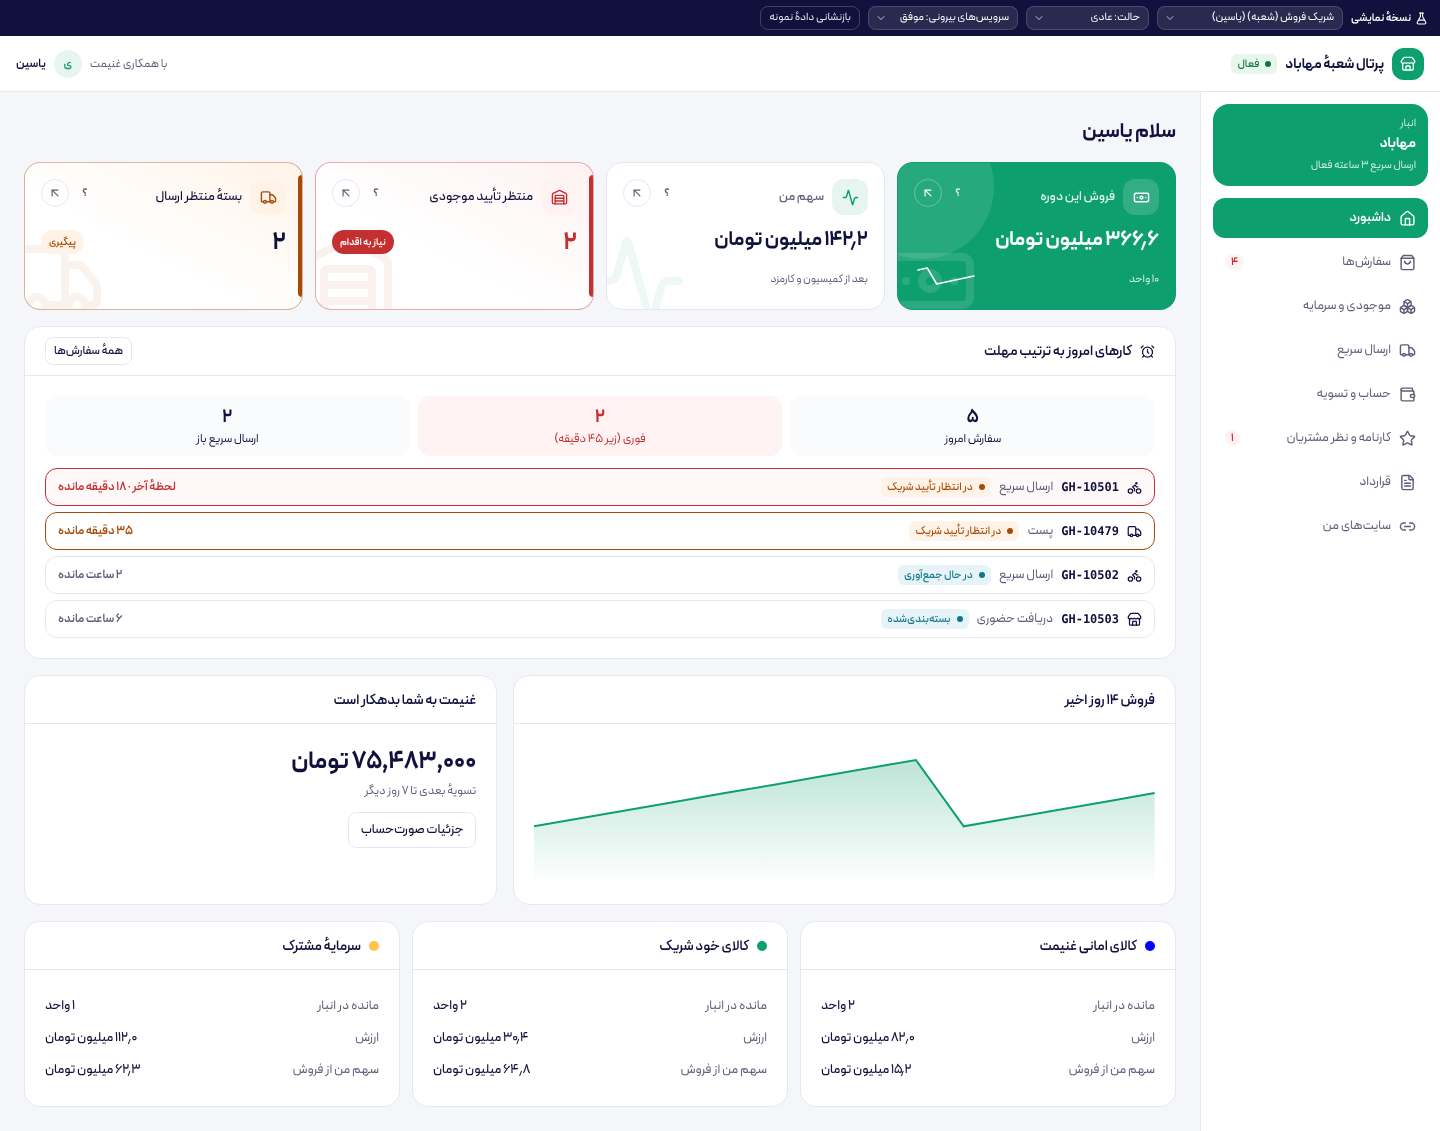 نسخهٔ نمایشی
شریک فروش (شعبه) (یاسین)
حالت: عادی
سرویس‌های بیرونی: موفق
بازنشانی دادهٔ نمونه
پرتال شعبهٔ مهاباد
فعال
با همکاری غنیمت
ی
یاسین
انبار
مهاباد
ارسال سریع ۳ ساعته فعال
داشبورد
سفارش‌ها
۴
موجودی و سرمایه
ارسال سریع
حساب و تسویه
کارنامه و نظر مشتریان
۱
قرارداد
سایت‌های من
سلام یاسین
فروش این دوره
؟
۳۶۶٫۶ میلیون تومان
۱۰ واحد
سهم من
؟
۱۴۲٫۲ میلیون تومان
بعد از کمیسیون و کارمزد
منتظر تأیید موجودی
؟
۲
نیاز به اقدام
بستهٔ منتظر ارسال
؟
۲
پیگیری
کارهای امروز به ترتیب مهلت
همهٔ سفارش‌ها
۵
سفارش امروز
۲
فوری (زیر ۴۵ دقیقه)
۲
ارسال سریع باز
GH-10501 ارسال سریع در انتظار تأیید شریک لحظهٔ آخر · ۱۸ دقیقه مانده
GH-10479 پست در انتظار تأیید شریک ۳۵ دقیقه مانده
GH-10502 ارسال سریع در حال جمع‌آوری ۲ ساعت مانده
GH-10503 دریافت حضوری بسته‌بندی‌شده ۶ ساعت مانده
فروش ۱۴ روز اخیر
غنیمت به شما بدهکار است
۷۵,۴۸۳,۰۰۰ تومان
تسویهٔ بعدی تا ۷ روز دیگر
جزئیات صورت‌حساب
کالای امانی غنیمت
مانده در انبار ۲ واحد
ارزش ۸۲٫۰ میلیون تومان
سهم من از فروش ۱۵٫۲ میلیون تومان
کالای خود شریک
مانده در انبار ۲ واحد
ارزش ۳۰٫۴ میلیون تومان
سهم من از فروش ۶۴٫۸ میلیون تومان
سرمایهٔ مشترک
مانده در انبار ۱ واحد
ارزش ۱۱۲٫۰ میلیون تومان
سهم من از فروش ۶۲٫۳ میلیون تومان